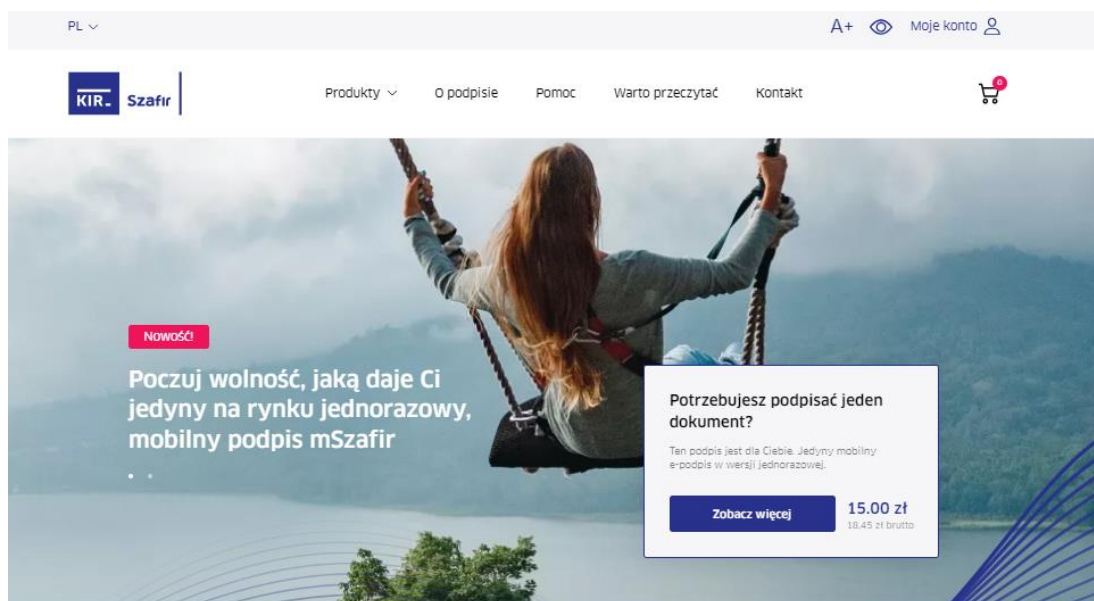 PL
A+
Moje konto
KIR. Szafir
Produkty
O podpisie
Pomoc
Warto przeczytać
Kontakt
0
Nowość!
Poczuj wolność, jaką daje Ci
jedyny na rynku jednorazowy,
mobilny podpis mSzafir
Potrzebujesz podpisać jeden
dokument?
Ten podpis jest dla Ciebie. Jedyny mobilny
e-podpis w wersji jednorazowej.
Zobacz więcej
15.00 zł
18,45 zł brutto